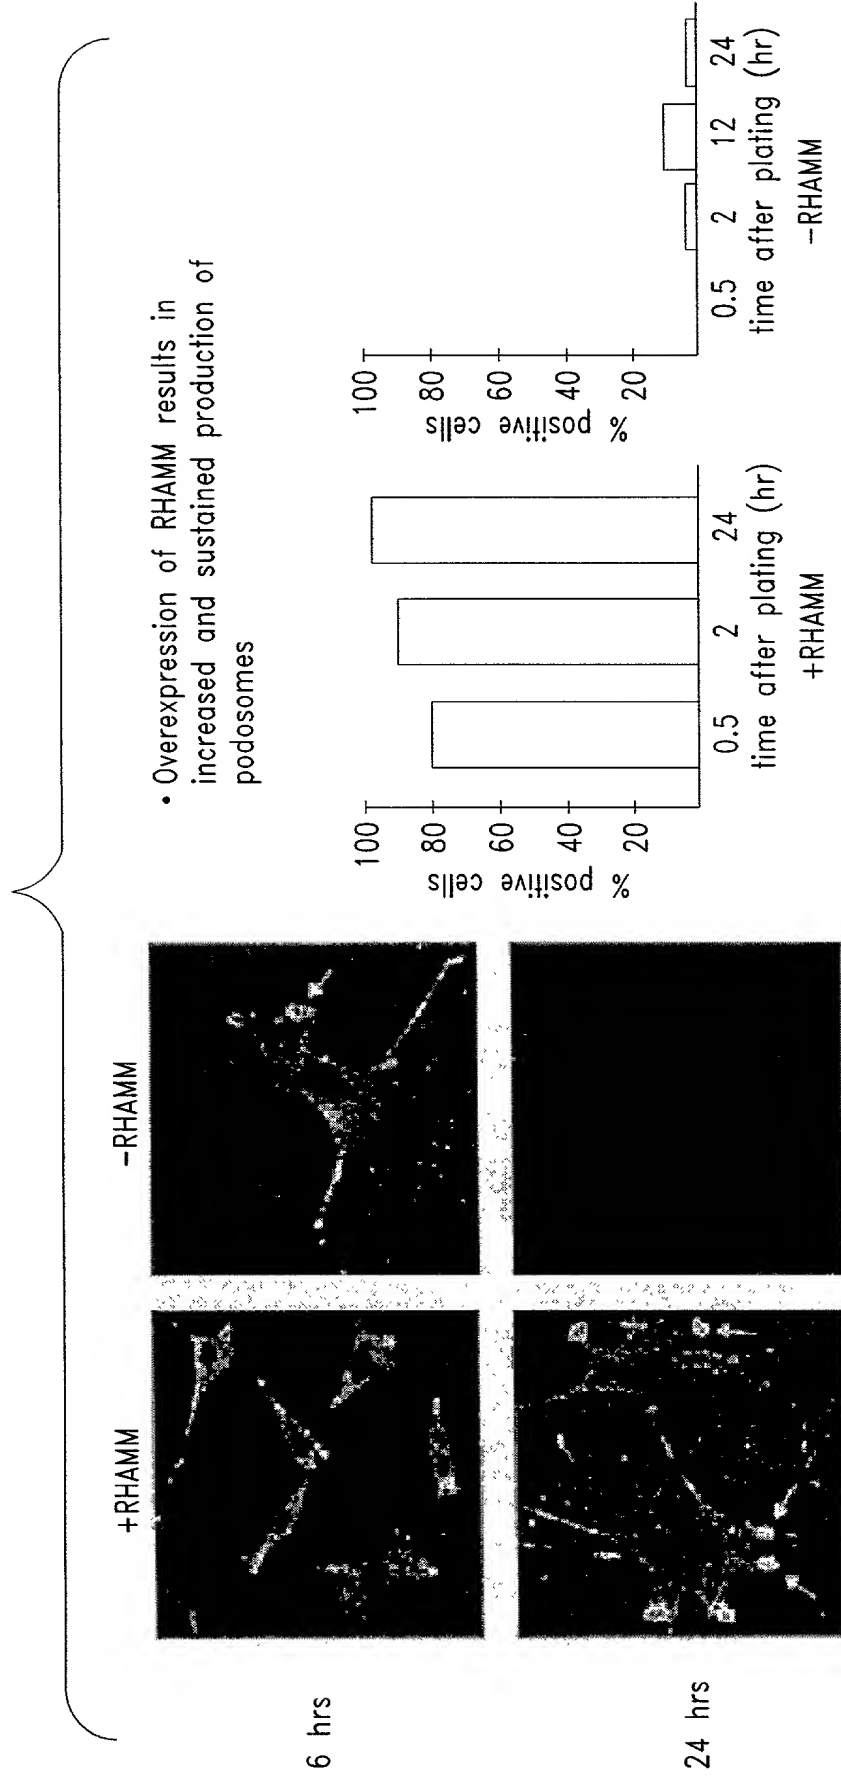 +RHAMM
−RHAMM
6 hrs
24 hrs
• Overexpression of RHAMM results in
increased and sustained production of
podosomes
% positive cells
100
80
60
40
20
0.5 2 24
time after plating (hr)
+RHAMM
% positive cells
100
80
60
40
20
0.5 2 12 24
time after plating (hr)
−RHAMM